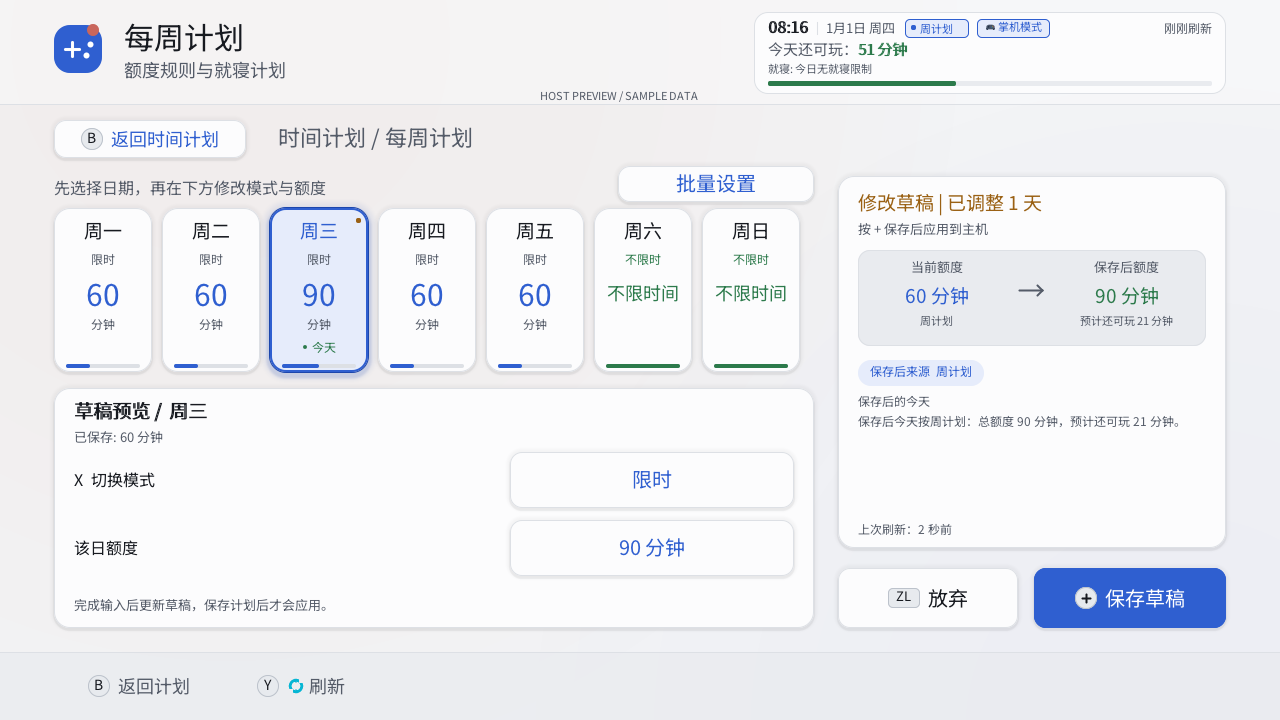 每周计划
额度规则与就寝计划
08:16 1月1日 周四 周计划 掌机模式 刚刚刷新
今天还可玩: 51 分钟
就寝: 今日无就寝限制
HOST PREVIEW / SAMPLE DATA
B 返回时间计划
时间计划 / 每周计划
先选择日期，再在下方修改模式与额度
批量设置
周一
限时
60
分钟
周二
限时
60
分钟
周三
限时
90
分钟
今天
周四
限时
60
分钟
周五
限时
60
分钟
周六
不限时
不限时间
周日
不限时
不限时间
草稿预览 / 周三
已保存: 60 分钟
X 切换模式
限时
该日额度
90 分钟
完成输入后更新草稿，保存计划后才会应用。
修改草稿 | 已调整 1 天
按 + 保存后应用到主机
当前额度
60 分钟
周计划
→
保存后额度
90 分钟
预计还可玩 21 分钟
保存后来源 周计划
保存后的今天
保存后今天按周计划：总额度 90 分钟，预计还可玩 21 分钟。
上次刷新：2 秒前
ZL 放弃
+ 保存草稿
B 返回计划
Y 刷新